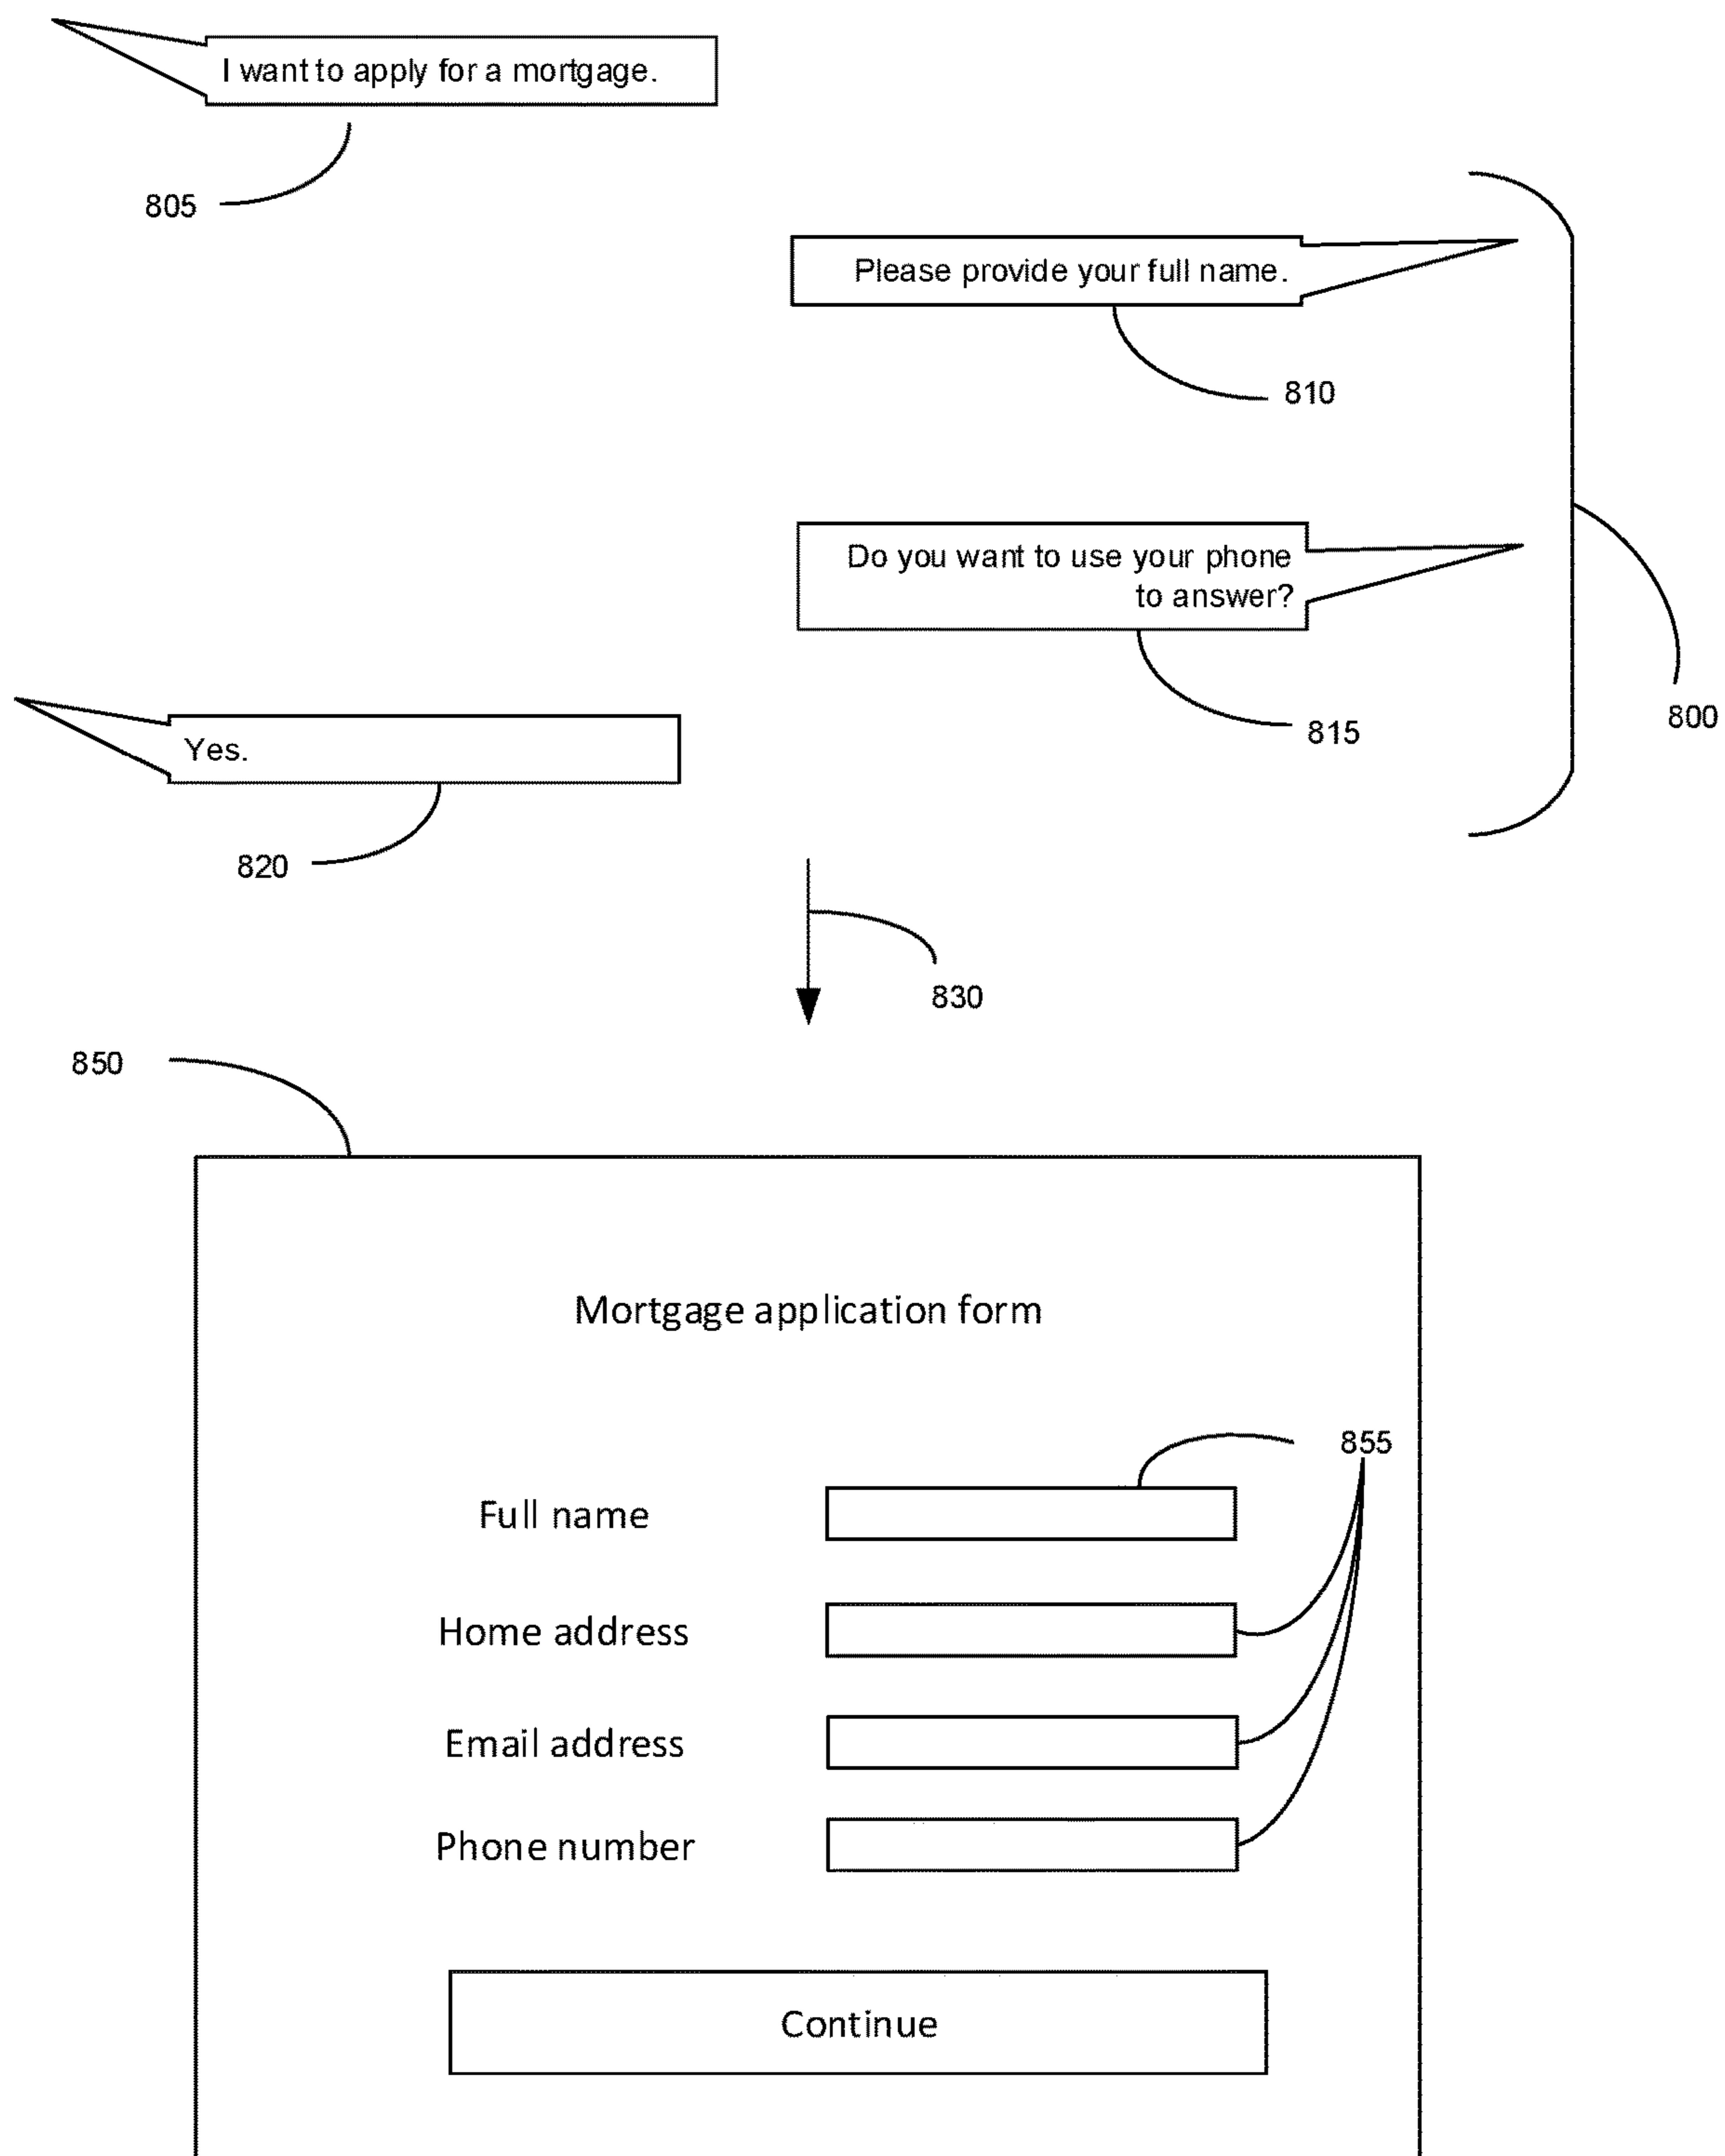 I want to apply for a mortgage.
805
Please provide your full name.
810
Do you want to use your phone
to answer?
815
800
Yes.
820
830
850
Mortgage application form
855
Full name
Home address
Email address
Phone number
Continue